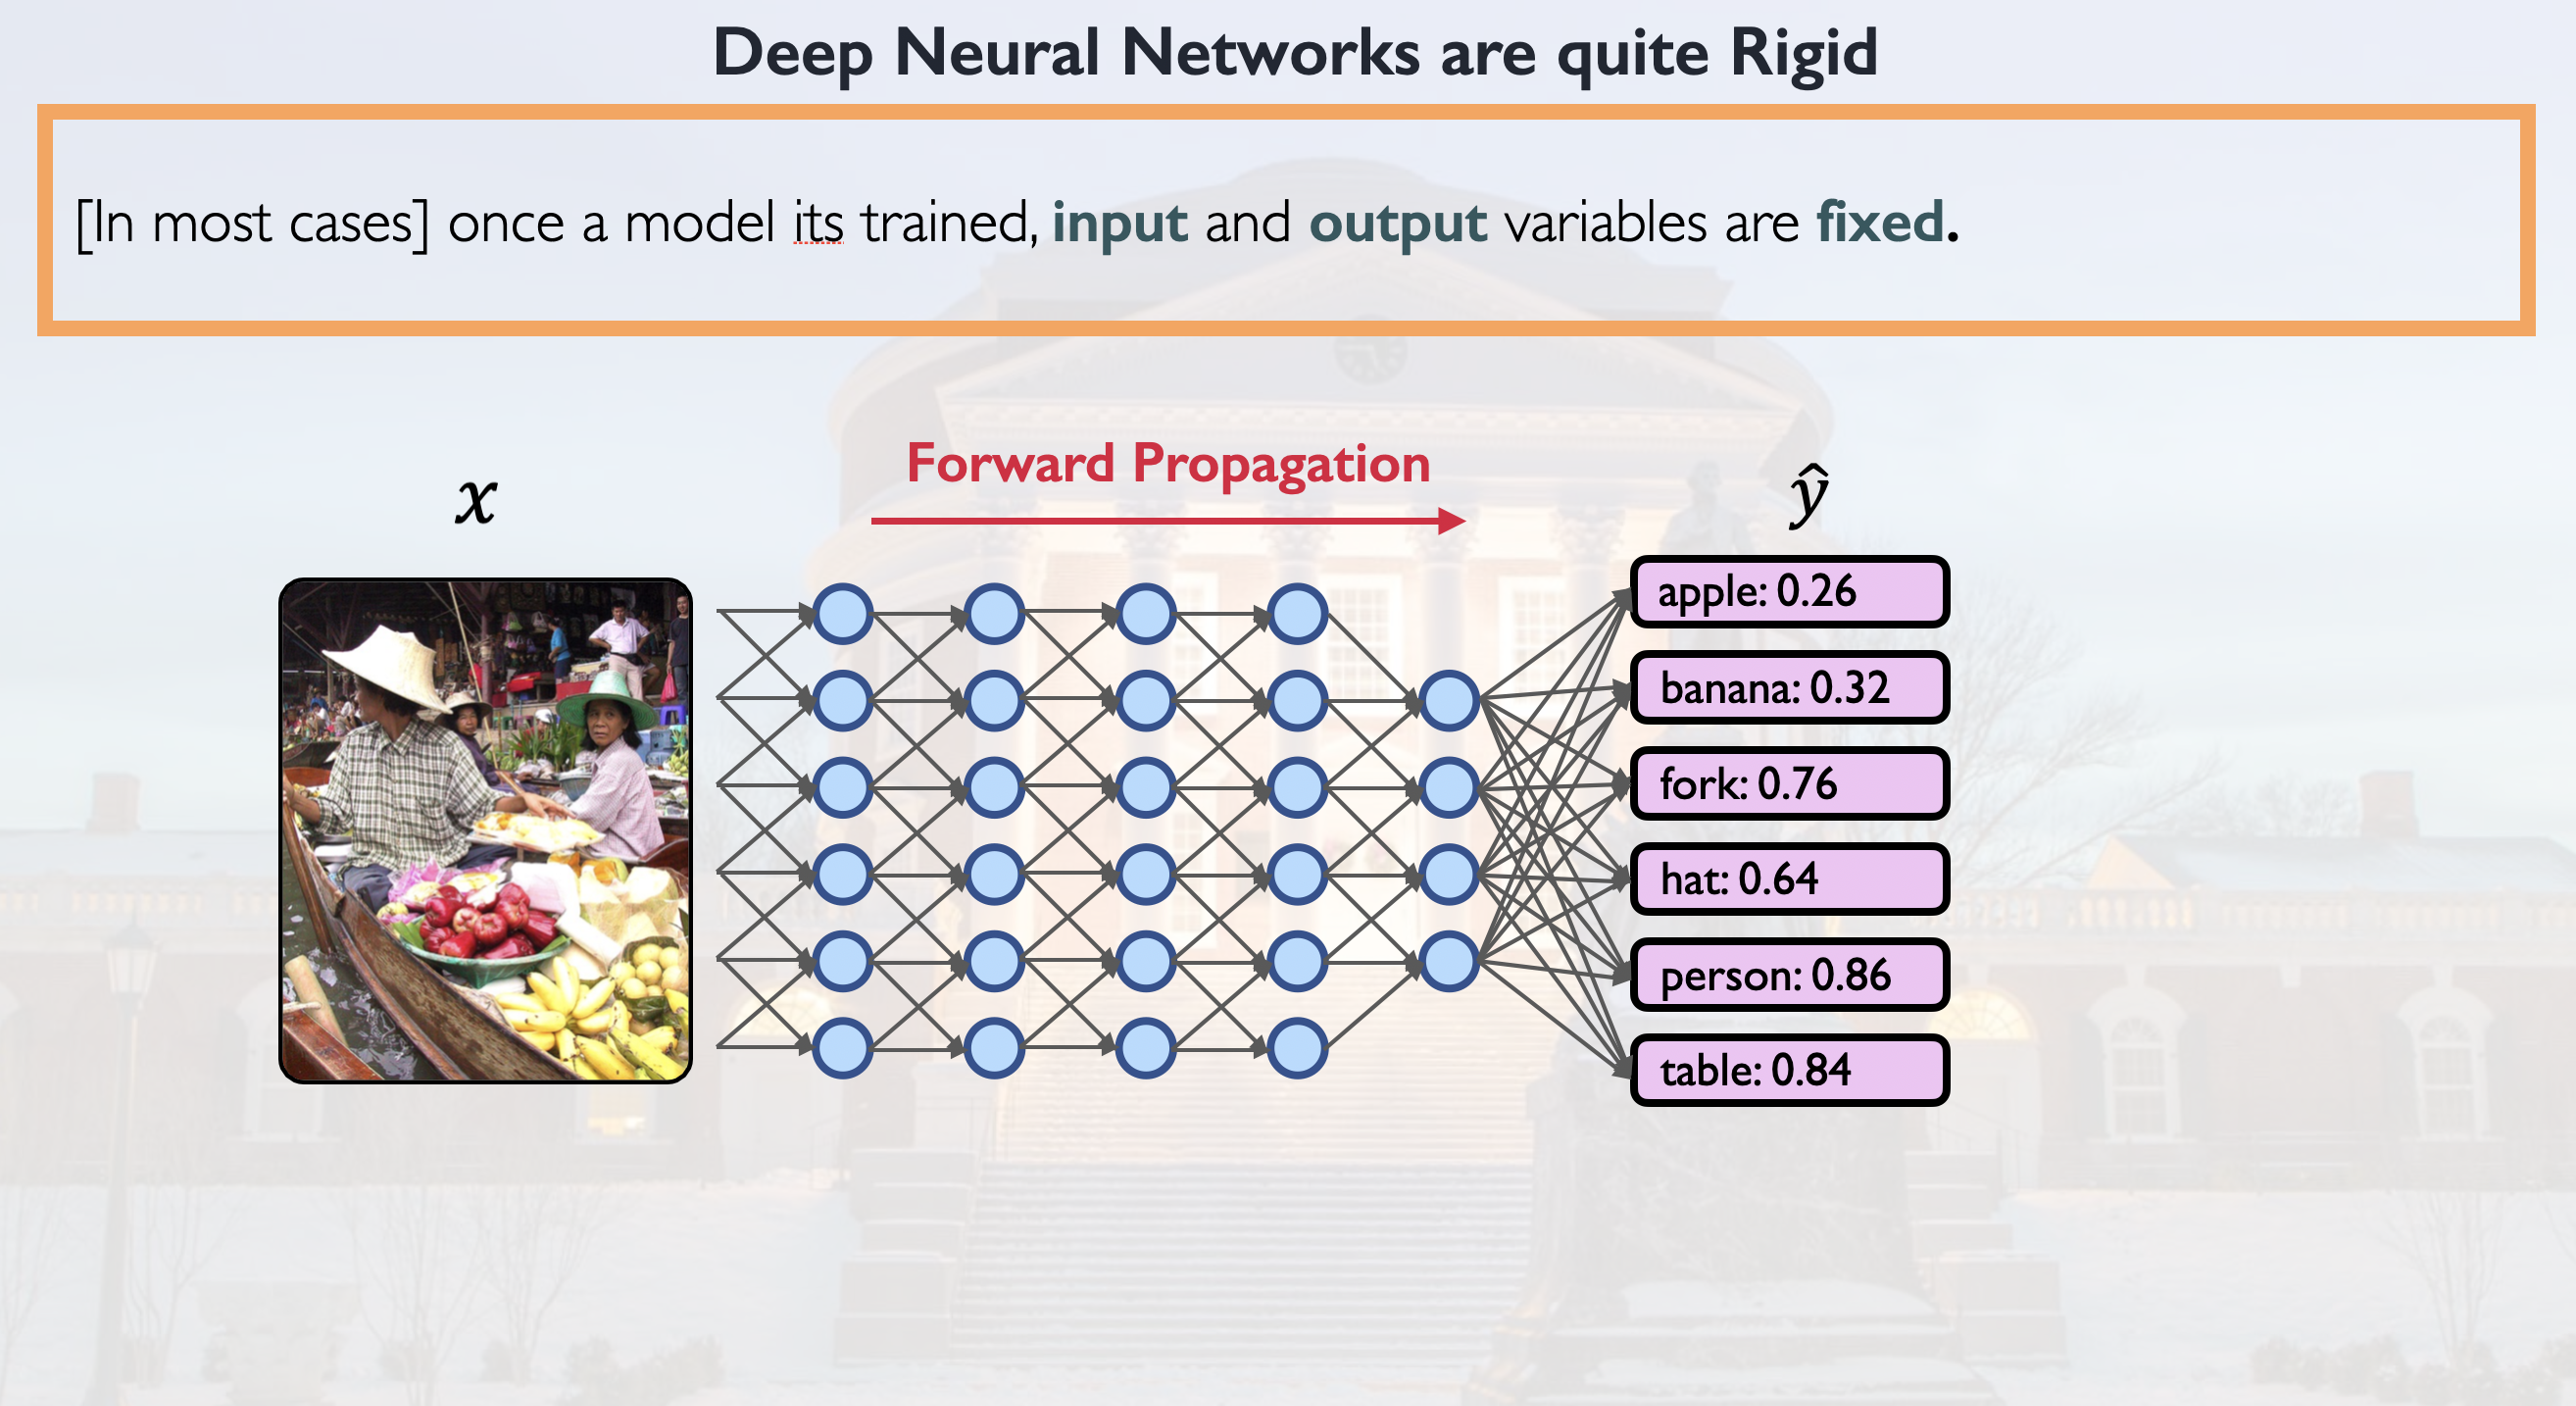 Deep Neural Networks are quite Rigid
[In most cases] once a model its trained, input and output variables are fixed.
Forward Propagation
x
ŷ
apple: 0.26
banana: 0.32
fork: 0.76
hat: 0.64
person: 0.86
table: 0.84